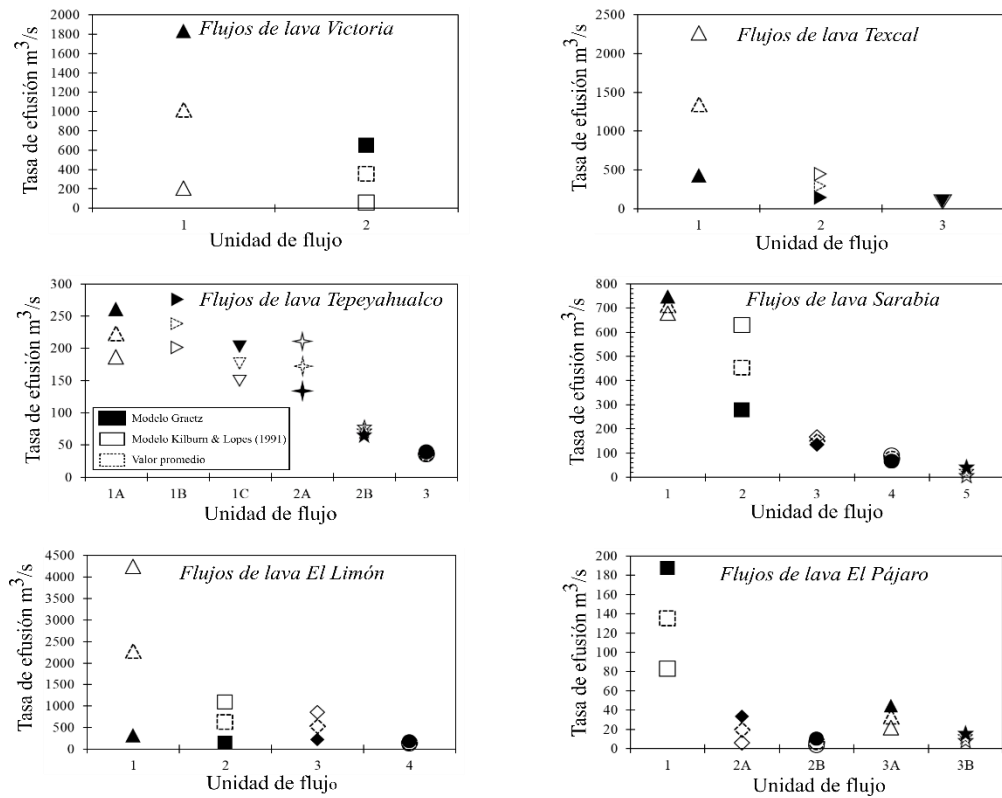 Flujos de lava Victoria
Tasa de efusión m³/s
2000
1800
1600
1400
1200
1000
800
600
400
200
0
1
2
Unidad de flujo
Flujos de lava Texcal
Tasa de efusión m³/s
2500
2000
1500
1000
500
0
1
2
3
Unidad de flujo
Flujos de lava Tepeyahualco
Tasa de efusión m³/s
300
250
200
150
100
50
0
Modelo Graetz
Modelo Kilburn & Lopes (1991)
Valor promedio
1A
1B
1C
2A
2B
3
Unidad de flujo
Flujos de lava Sarabia
Tasa de efusión m³/s
800
700
600
500
400
300
200
100
0
1
2
3
4
5
Unidad de flujo
Flujos de lava El Limón
Tasa de efusión m³/s
4500
4000
3500
3000
2500
2000
1500
1000
500
0
1
2
3
4
Unidad de flujo
Flujos de lava El Pájaro
Tasa de efusión m³/s
200
180
160
140
120
100
80
60
40
20
0
1
2A
2B
3A
3B
Unidad de flujo